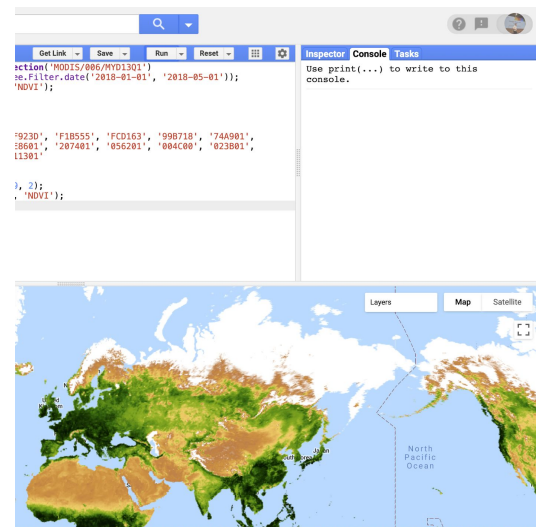 Get Link
Save
Run
Reset
Inspector
Console
Tasks
ection('MODIS/006/MYD13Q1')
ee.Filter.date('2018-01-01', '2018-05-01'));
'NDVI');
F923D', 'F1B555', 'FCD163', '99B718', '74A901',
E8601', '207401', '056201', '004C00', '023B01',
11301'
, 2);
, 'NDVI');
Use print(...) to write to this
console.
Layers
Map
Satellite
North
Pacific
Ocean